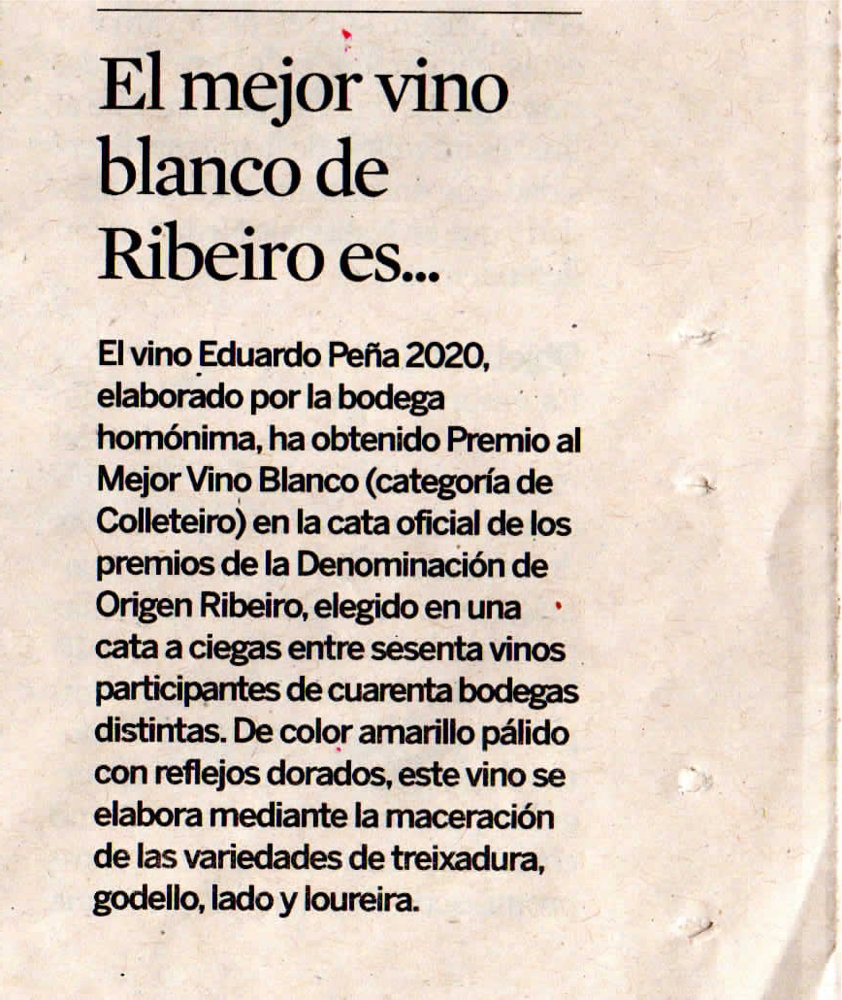 El mejor vino
blanco de
Ribeiro es...
El vino Eduardo Peña 2020,
elaborado por la bodega
homónima, ha obtenido Premio al
Mejor Vino Blanco (categoría de
Colleteiro) en la cata oficial de los
premios de la Denominación de
Origen Ribeiro, elegido en una
cata a ciegas entre sesenta vinos
participantes de cuarenta bodegas
distintas. De color amarillo pálido
con reflejos dorados, este vino se
elabora mediante la maceración
de las variedades de treixadura,
godello, lado y loureira.